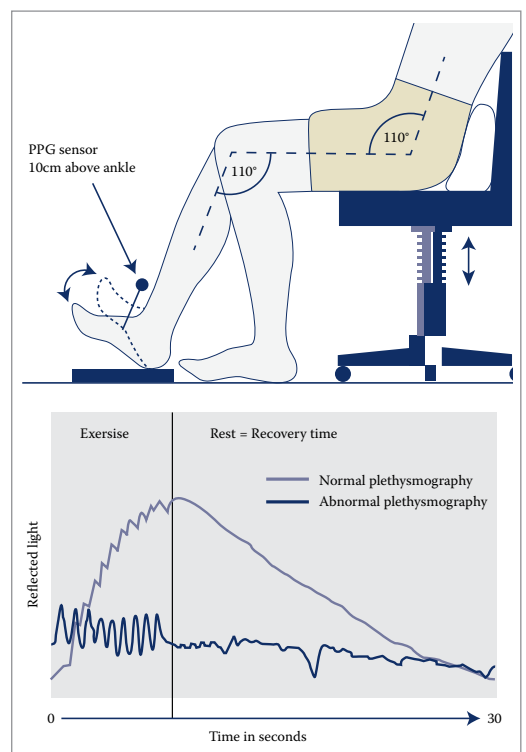 110°
PPG sensor
10cm above ankle
110°
Exersise
Rest = Recovery time
Normal plethysmography
Abnormal plethysmography
Reflected light
0
30
Time in seconds